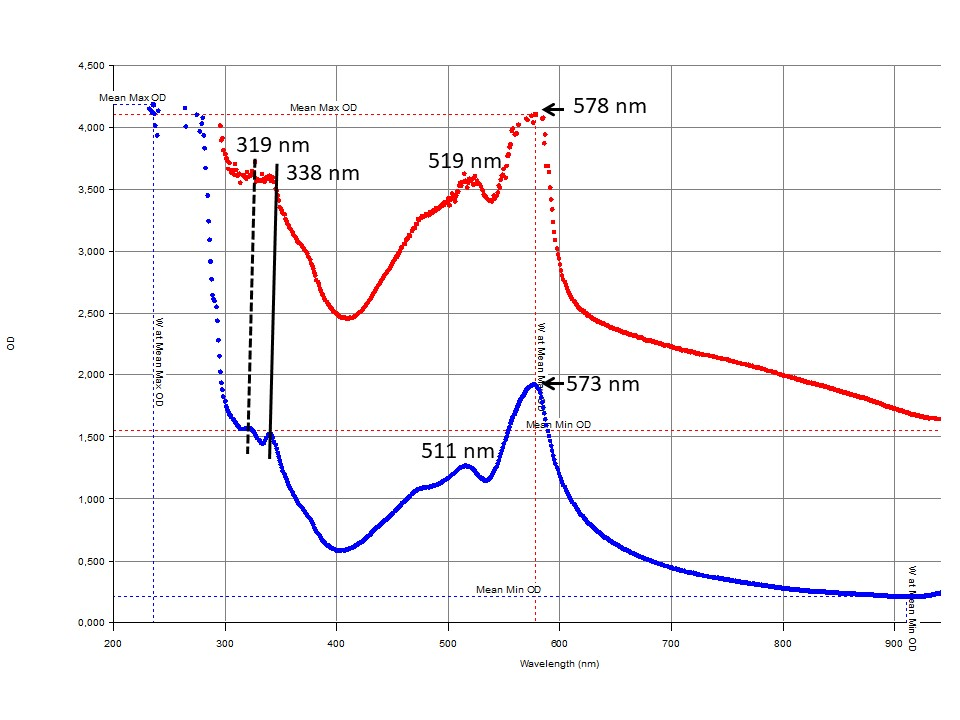 4,500
Mean Max OD
Mean Max OD
578 nm
4,000
319 nm
519 nm
338 nm
3,500
3,000
2,500
W at Mean Max OD
W at Mean Max OD
OD
2,000
573 nm
Mean Min OD
1,500
511 nm
1,000
0,500
Mean Min OD
W at Mean Min OD
0,000
200 300 400 500 600 700 800 900
Wavelength (nm)